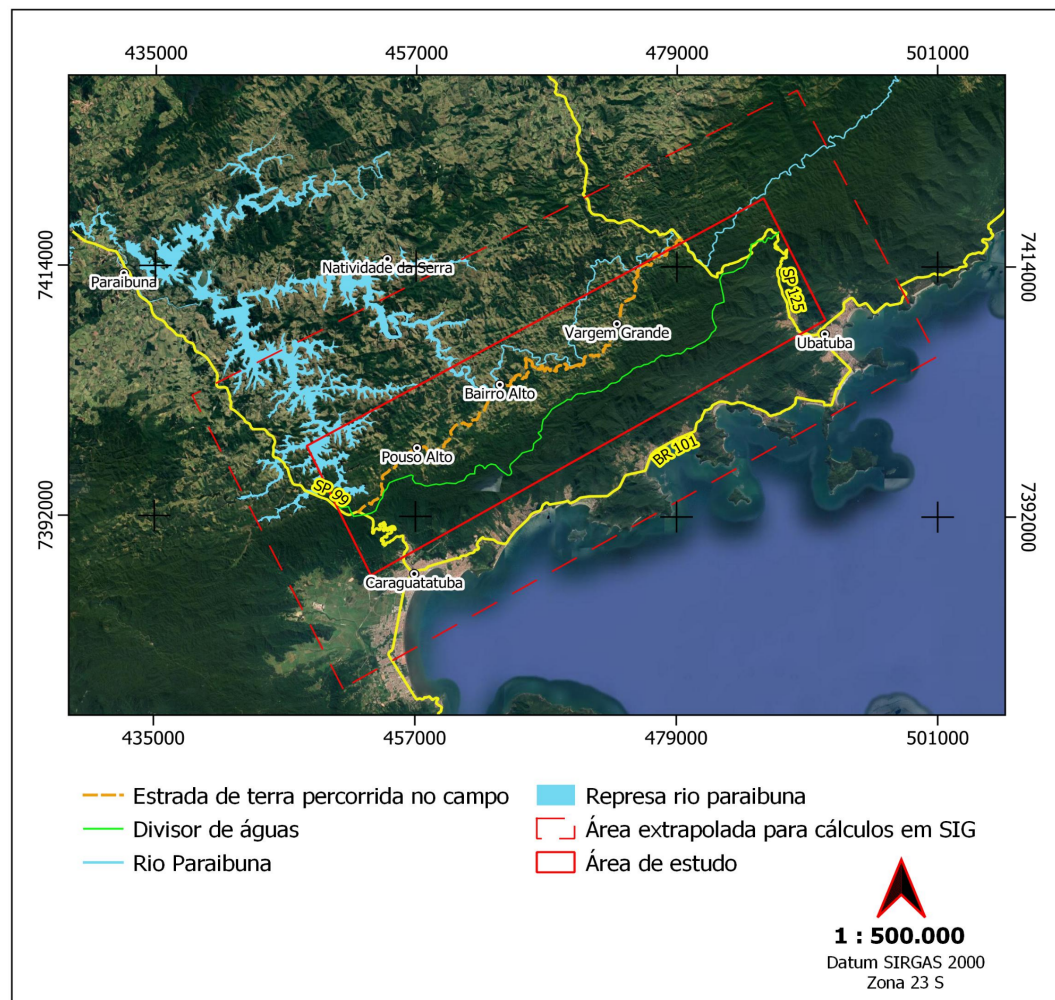 435000 457000 479000 501000
7414000 7414000
Natividade da Serra
Paraibuna
SP 125
Vargem Grande
Ubatuba
Bairro Alto
Pouso Alto
BR 101
SP 99
7392000 7392000
Caraguatatuba
435000 457000 479000 501000
Estrada de terra percorrida no campo
Divisor de águas
Rio Paraibuna
Represa rio paraibuna
Área extrapolada para cálculos em SIG
Área de estudo
1 : 500.000
Datum SIRGAS 2000
Zona 23 S